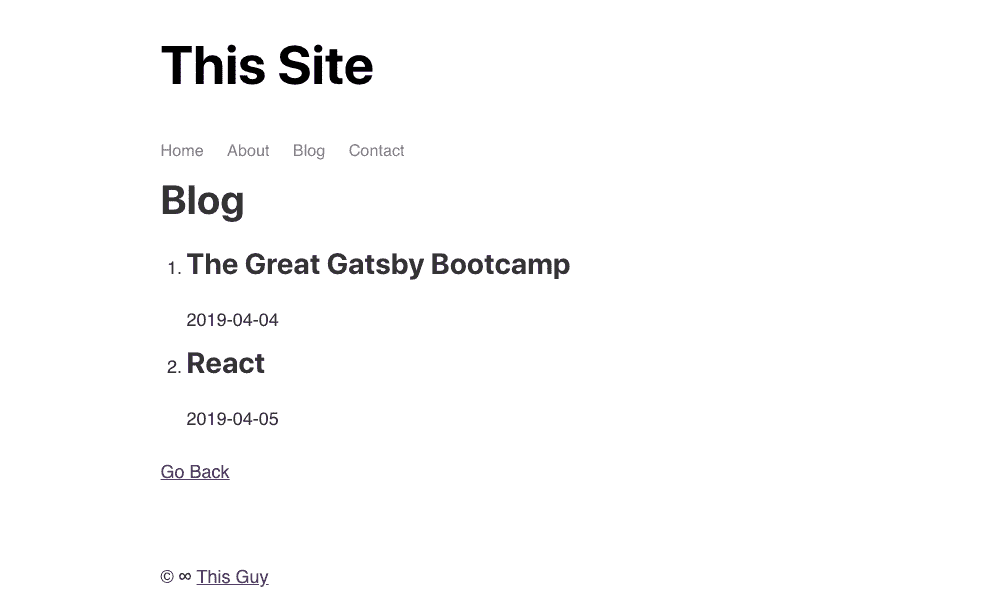 This Site
Home About Blog Contact
Blog
1. The Great Gatsby Bootcamp
2019-04-04
2. React
2019-04-05
Go Back
© ∞ This Guy